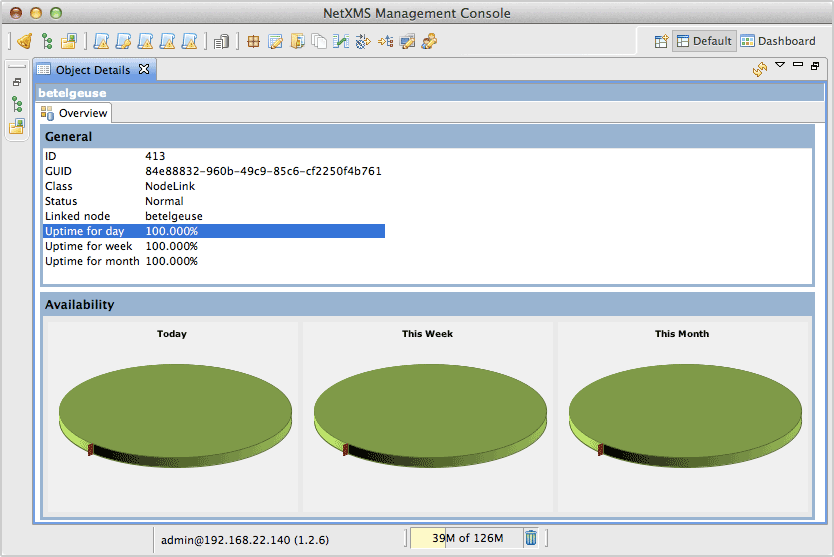 NetXMS Management Console
Default
Dashboard
Object Details
betelgeuse
Overview
General
ID 413
GUID 84e88832-960b-49c9-85c6-cf2250f4b761
Class NodeLink
Status Normal
Linked node betelgeuse
Uptime for day 100.000%
Uptime for week 100.000%
Uptime for month 100.000%
Availability
Today
This Week
This Month
admin@192.168.22.140 (1.2.6)
39M of 126M